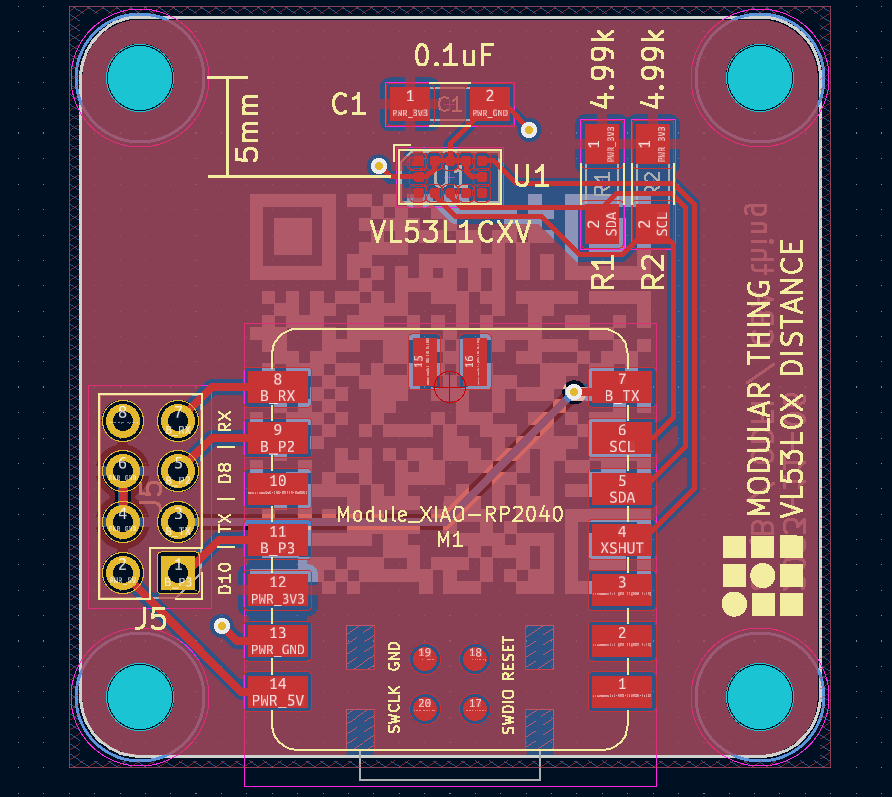 0.1uF
C1
1
PWR_3V3
C1
2
PWR_GND
4.99k
4.99k
5mm
1
PWR_3V3
1
PWR_3V3
U1
U1
R1
R2
VL53L1CXV
2
SDA
2
SCL
R1
R2
thing
MODULAR THING
VL53L0X DISTANCE
15
16
8
B_RX
7
B_TX
9
B_P2
6
SCL
10
5
SDA
Module_XIAO-RP2040
M1
11
B_P3
4
XSHUT
12
PWR_3V3
3
13
PWR_GND
2
14
PWR_5V
1
8
7
RX
6
5
D8
J5
4
3
TX
2
1
B_P3
D10
J5
GND
19
18
RESET
SWCLK
20
17
SWDIO